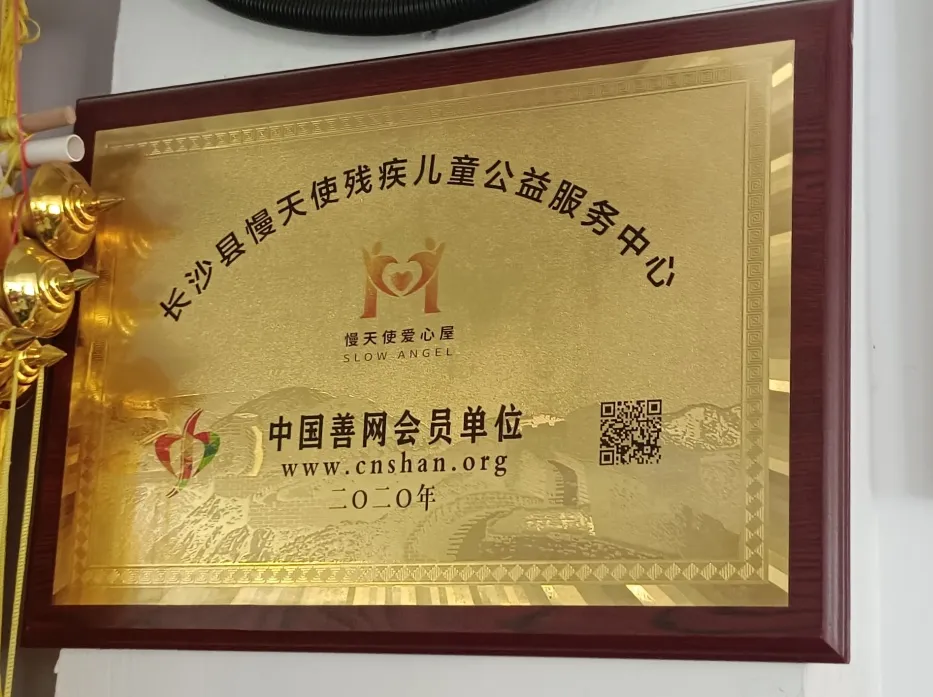 长沙县慢天使残疾儿童公益服务中心
慢天使爱心屋
SLOW ANGEL
中国善网会员单位
www.cnshan.org
二〇二〇年